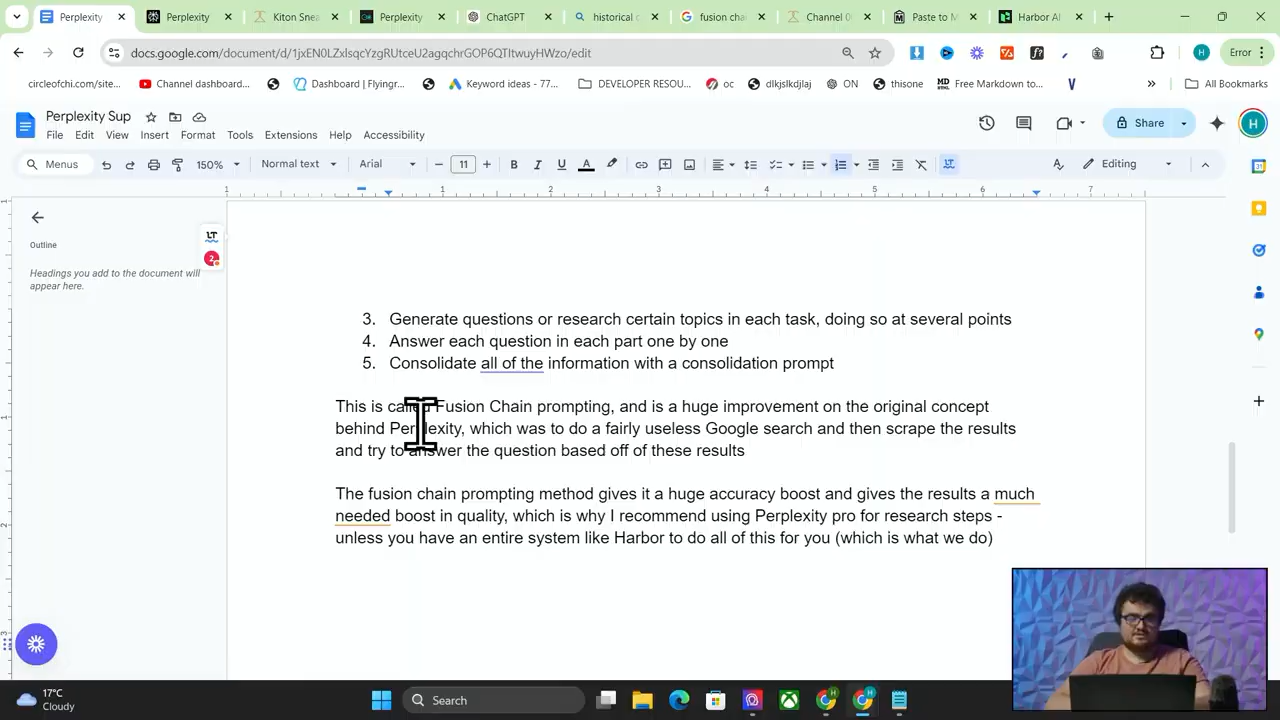 Perplexity
Perplexity
Kiton Snea
Perplexity
ChatGPT
historical c
fusion chai
Channel 0
Paste to M
Harbor AI
docs.google.com/document/d/1jxEN0LZxlsqcYzgRUtceU2agqchrGOP6QTItwuyHWzo/edit
Error
circleofchi.com/site...
Channel dashboard...
Dashboard | Flyingr...
Keyword ideas - 77...
DEVELOPER RESOU...
oc
dlkjslkdjlaj
ON
thisone
Free Markdown to...
All Bookmarks
Perplexity Sup
File Edit View Insert Format Tools Extensions Help Accessibility
Share
Menus
150%
Normal text
Arial
11
Editing
Outline
Headings you add to the document will
appear here.
3. Generate questions or research certain topics in each task, doing so at several points
4. Answer each question in each part one by one
5. Consolidate all of the information with a consolidation prompt
This is called Fusion Chain prompting, and is a huge improvement on the original concept
behind Perplexity, which was to do a fairly useless Google search and then scrape the results
and try to answer the question based off of these results
The fusion chain prompting method gives it a huge accuracy boost and gives the results a much
needed boost in quality, which is why I recommend using Perplexity pro for research steps -
unless you have an entire system like Harbor to do all of this for you (which is what we do)
17°C
Cloudy
Search